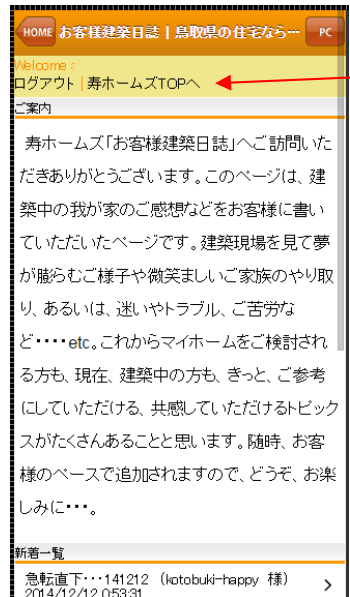 HOME お客様建築日誌 | 鳥取県の住宅なら… PC
Welcome
ログアウト | 寿ホームズTOPへ
ご案内
寿ホームズ「お客様建築日誌」へご訪問いた
だきありがとうございます。このページは、建
築中の我が家のご感想などをお客様に書い
ていただいたページです。建築現場を見て夢
が膨らむご様子や微笑ましいご家族のやり取
り、あるいは、迷いやトラブル、ご苦労な
ど・・・・etc。これからマイホームをご検討され
る方も、現在、建築中の方も、きっと、ご参考
にしていただける、共感していただけるトピック
スがたくさんあることと思います。随時、お客
様のペースで追加されますので、どうぞ、お楽
しみに・・・。
新着一覧
急転直下・・・141212 （kotobuki-happy 様）
2014/12/12 05:33:31